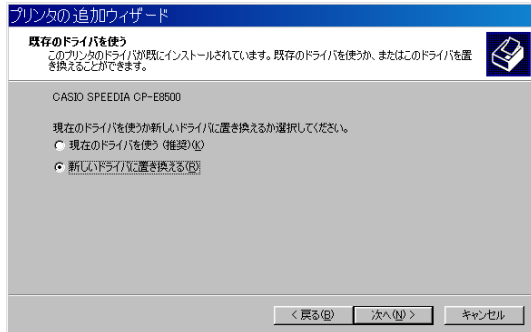 プリンタの追加ウィザード
既存のドライバを使う
このプリンタのドライバが既にインストールされています。既存のドライバを使うか、またはこのドライバを置
き換えることができます。
CASIO SPEEDIA CP-E8500
現在のドライバを使うか新しいドライバに置き換えるか選択してください。
現在のドライバを使う (推奨)(K)
新しいドライバに置き換える(R)
< 戻る(B)
次へ(N) >
キャンセル